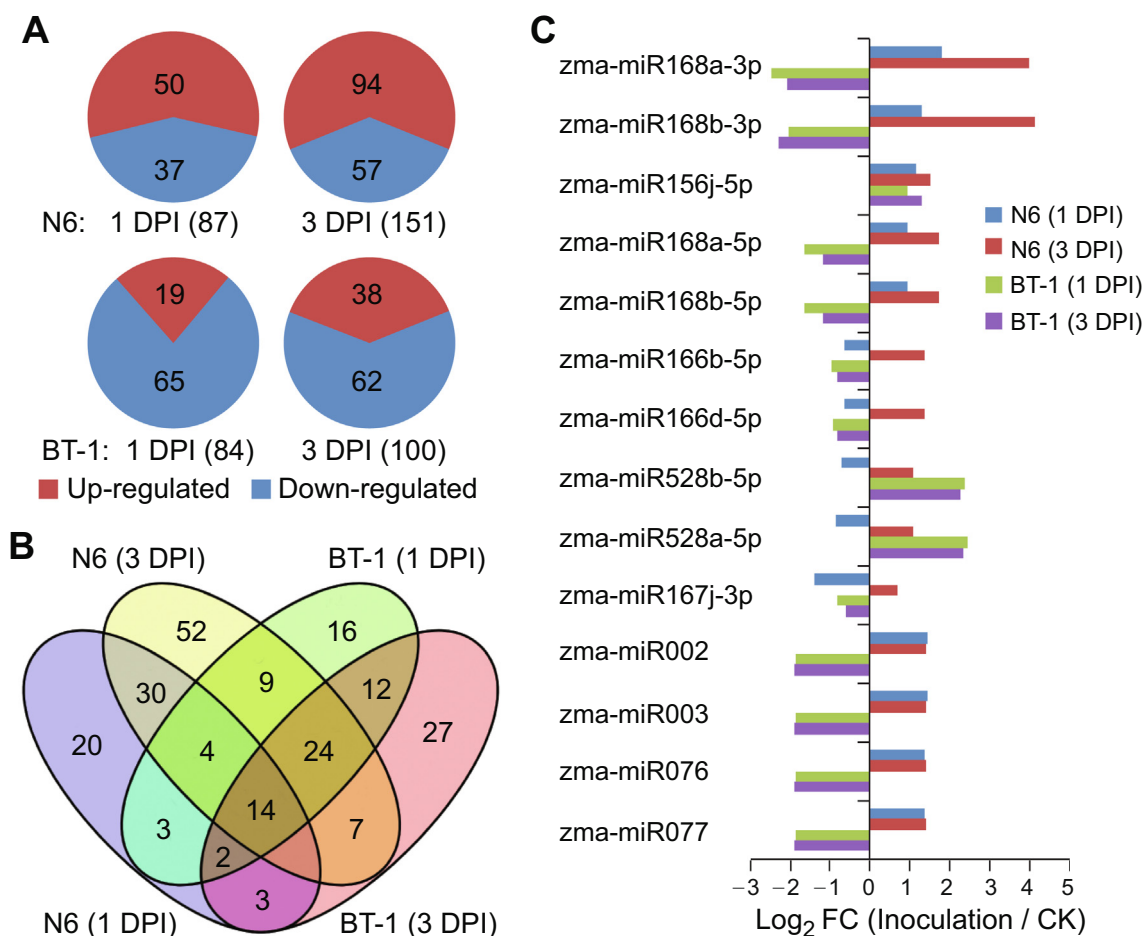 A
50
94
37
57
N6: 1 DPI (87) 3 DPI (151)
19
38
65
62
BT-1: 1 DPI (84) 3 DPI (100)
Up-regulated Down-regulated
B
N6 (3 DPI) BT-1 (1 DPI)
52
16
30
9
12
20
4
24
27
14
3
7
2
3
N6 (1 DPI) BT-1 (3 DPI)
C
zma-miR168a-3p
zma-miR168b-3p
zma-miR156j-5p
zma-miR168a-5p
zma-miR168b-5p
zma-miR166b-5p
zma-miR166d-5p
zma-miR528b-5p
zma-miR528a-5p
zma-miR167j-3p
zma-miR002
zma-miR003
zma-miR076
zma-miR077
N6 (1 DPI)
N6 (3 DPI)
BT-1 (1 DPI)
BT-1 (3 DPI)
−3 −2 −1 0 1 2 3 4 5
Log₂ FC (Inoculation / CK)